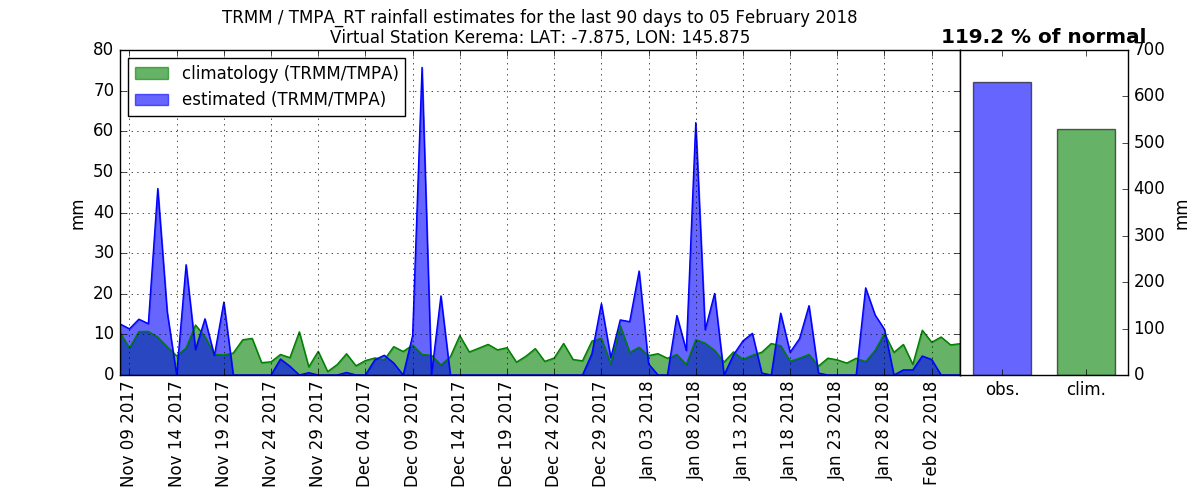 TRMM / TMPA_RT rainfall estimates for the last 90 days to 05 February 2018
Virtual Station Kerema: LAT: -7.875, LON: 145.875
119.2 % of normal
climatology (TRMM/TMPA)
estimated (TRMM/TMPA)
mm
80
70
60
50
40
30
20
10
0
Nov 09 2017
Nov 14 2017
Nov 19 2017
Nov 24 2017
Nov 29 2017
Dec 04 2017
Dec 09 2017
Dec 14 2017
Dec 19 2017
Dec 24 2017
Dec 29 2017
Jan 03 2018
Jan 08 2018
Jan 13 2018
Jan 18 2018
Jan 23 2018
Jan 28 2018
Feb 02 2018
obs.
clim.
700
600
500
400
300
200
100
0
mm